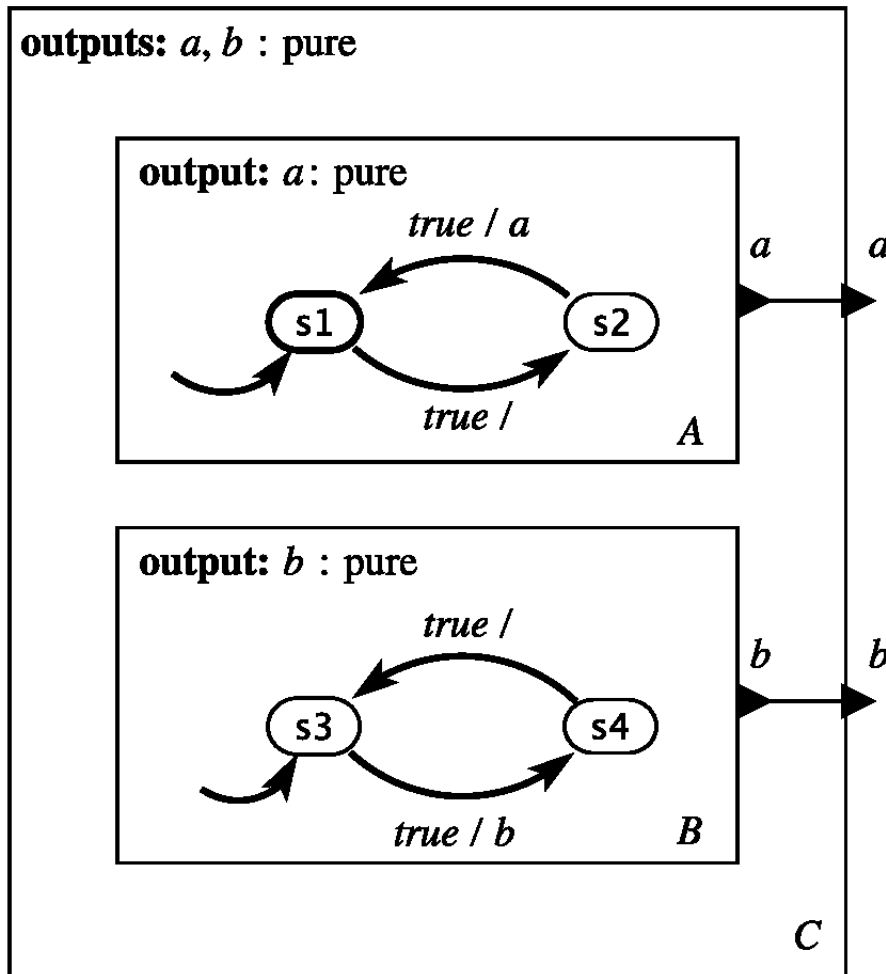 outputs: a, b : pure
output: a: pure
true / a
a
a
s1
s2
true /
A
output: b : pure
true /
b
b
s3
s4
true / b
B
C